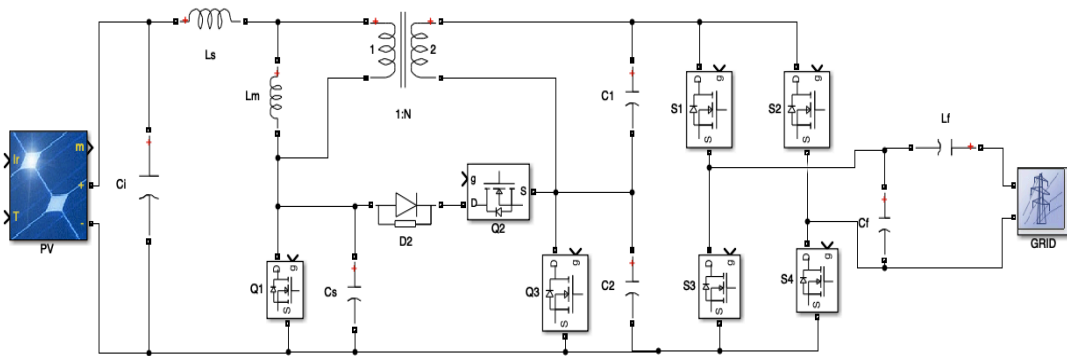 Ls
1
2
1:N
Lm
C1
D
g
S
S1
D
g
S
S2
Lf
Ir
m
+
T
-
PV
Ci
g
D
S
Q2
D2
Cf
GRID
D
g
S
Q1
Cs
D
g
S
Q3
C2
D
g
S
S3
D
g
S
S4